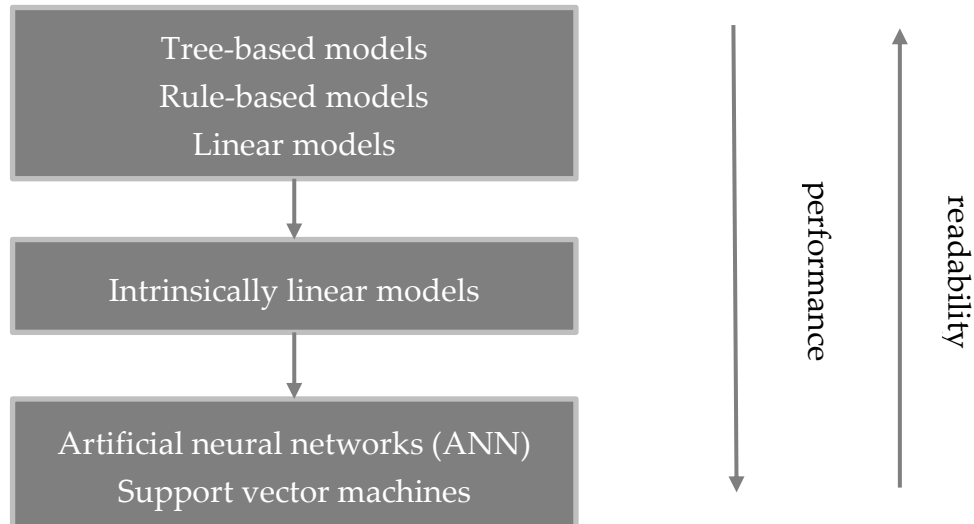 Tree-based models
Rule-based models
Linear models
Intrinsically linear models
Artificial neural networks (ANN)
Support vector machines
performance
readability